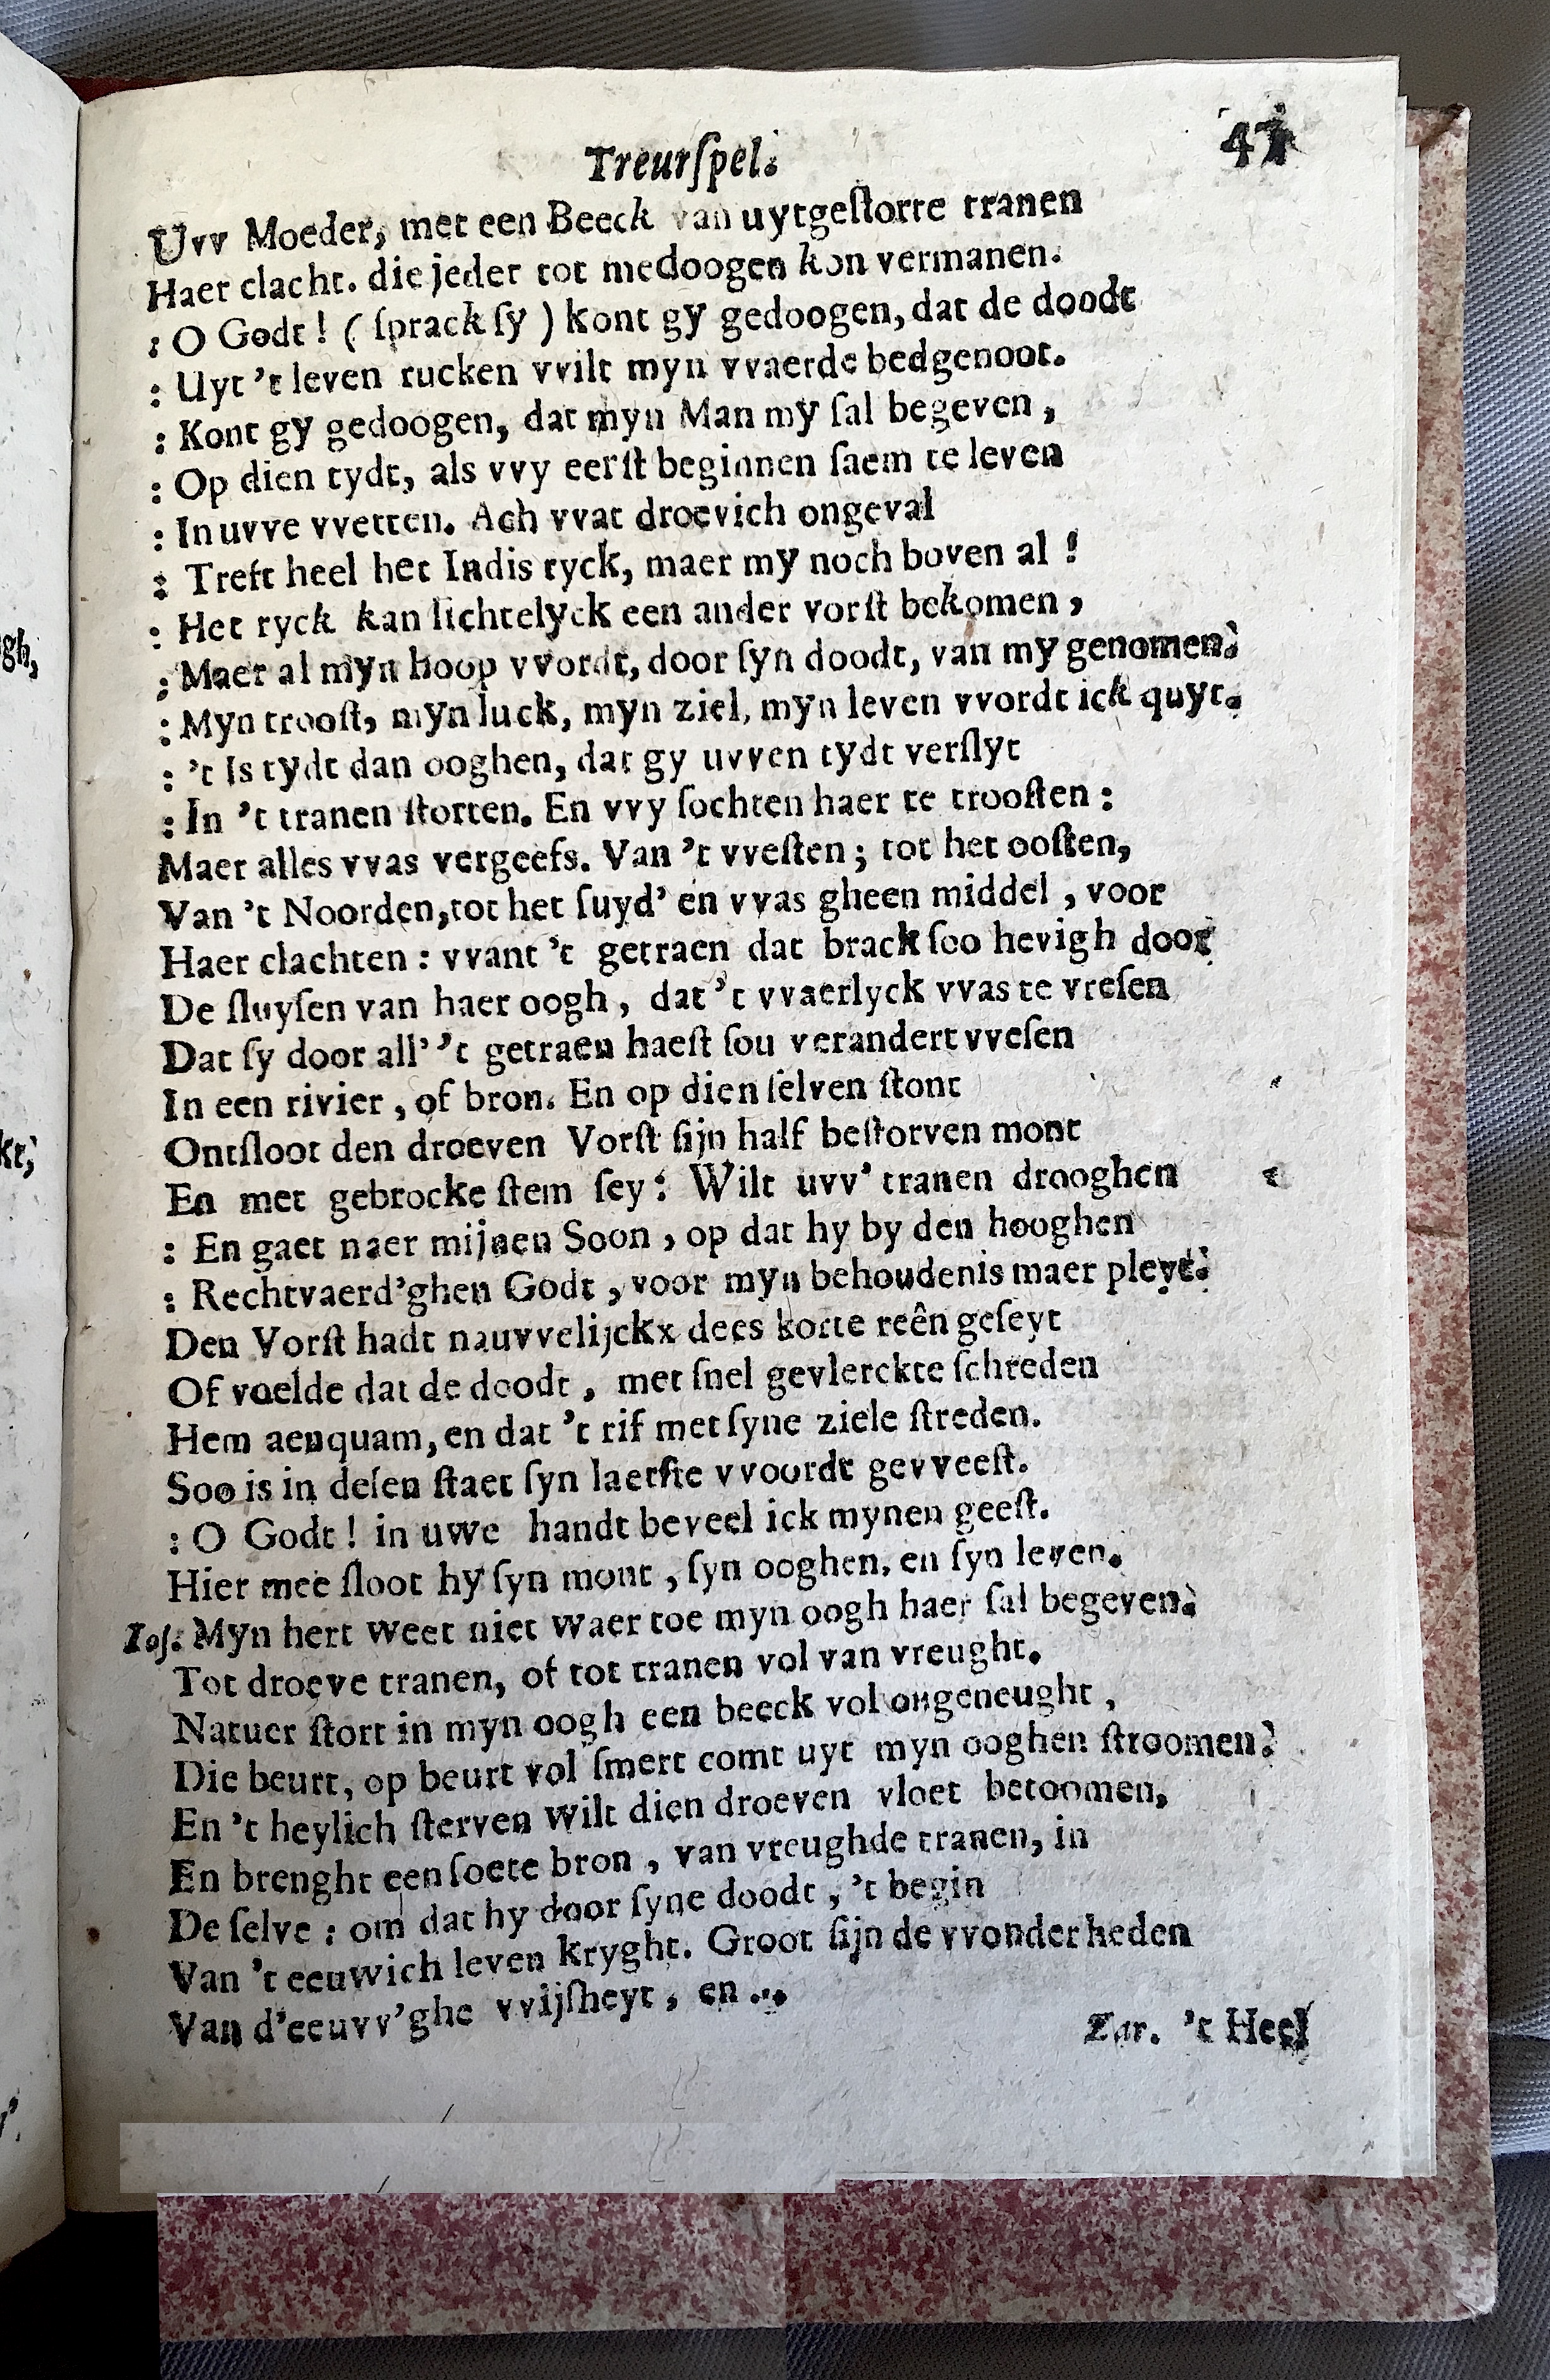 Treurſpel. 47
Uvv Moeder, met een Beeck van uytgeſtorte tranen
Haer clacht. die jeder tot medoogen kon vermanen.
: O Godt ! ( ſprack ſy ) kont gy gedoogen, dat de doodt
: Uyt 't leven rucken vvilt myn vvaerde bedgenoot.
: Kont gy gedoogen, dat myn Man my ſal begeven ,
: Op dien tydt, als vvy eerſt beginnen ſaem te leven
: In uvve vvetten. Ach vvat droevich ongeval
: Treft heel het Indis ryck, maer my noch boven al !
: Het ryck kan lichtelyck een ander vorſt bekomen ,
: Maer al myn hoop vvordt, door ſyn doodt, van my genomen.
: Myn trooſt, myn luck, myn ziel, myn leven vvordt ick quyt.
: 't Is tydt dan ooghen, dat gy uvven tydt verſlyt
: In 't tranen ſtorten. En vvy ſochten haer te trooſten :
Maer alles vvas vergeefs. Van 't vveſten ; tot het ooſten,
Van 't Noorden, tot het ſuyd' en vvas gheen middel , voor
Haer clachten : vvant 't getraen dat brack ſoo hevigh door
De ſluyſen van haer oogh , dat 't vvaerlyck vvas te vreſen
Dat ſy door all' 't getraen haeſt ſou verandert vveſen
In een rivier , of bron. En op dien ſelven ſtont
Ontſloot den droeven Vorſt ſijn half beſtorven mont
En met gebrocke ſtem ſey : Wilt uvv' tranen drooghen
: En gaet naer mijnen Soon , op dat hy by den hooghen
: Rechtvaerd'ghen Godt , voor myn behoudenis maer pleyt.
Den Vorſt hadt nauvvelijckx dees korte reên geſeyt
Of voelde dat de doodt , met ſnel gevlerckte ſchreden
Hem aenquam, en dat 't rif met ſyne ziele ſtreden.
Soo is in deſen ſtaet ſyn laetſte vvoordt gevveeſt.
: O Godt ! in uwe handt beveel ick mynen geeſt.
Hier mee ſloot hy ſyn mont , ſyn ooghen, en ſyn leven.
Ioſ. Myn hert weet niet waer toe myn oogh haer ſal begeven.
Tot droeve tranen, of tot tranen vol van vreught.
Natuer ſtort in myn oogh een beeck vol ongeneught ,
Die beurt, op beurt vol ſmert comt uyt myn ooghen ſtroomen.
En 't heylich ſterven wilt dien droeven vloet betoomen,
En brenght een ſoete bron , van vreughde tranen, in
De ſelve : om dat hy door ſyne doodt , 't begin
Van 't eeuwich leven kryght. Groot ſijn de vvonderheden
Van d'eeuvv'ghe vvijſheyt , en ...
Zar. 't Heel
gh,
kt,